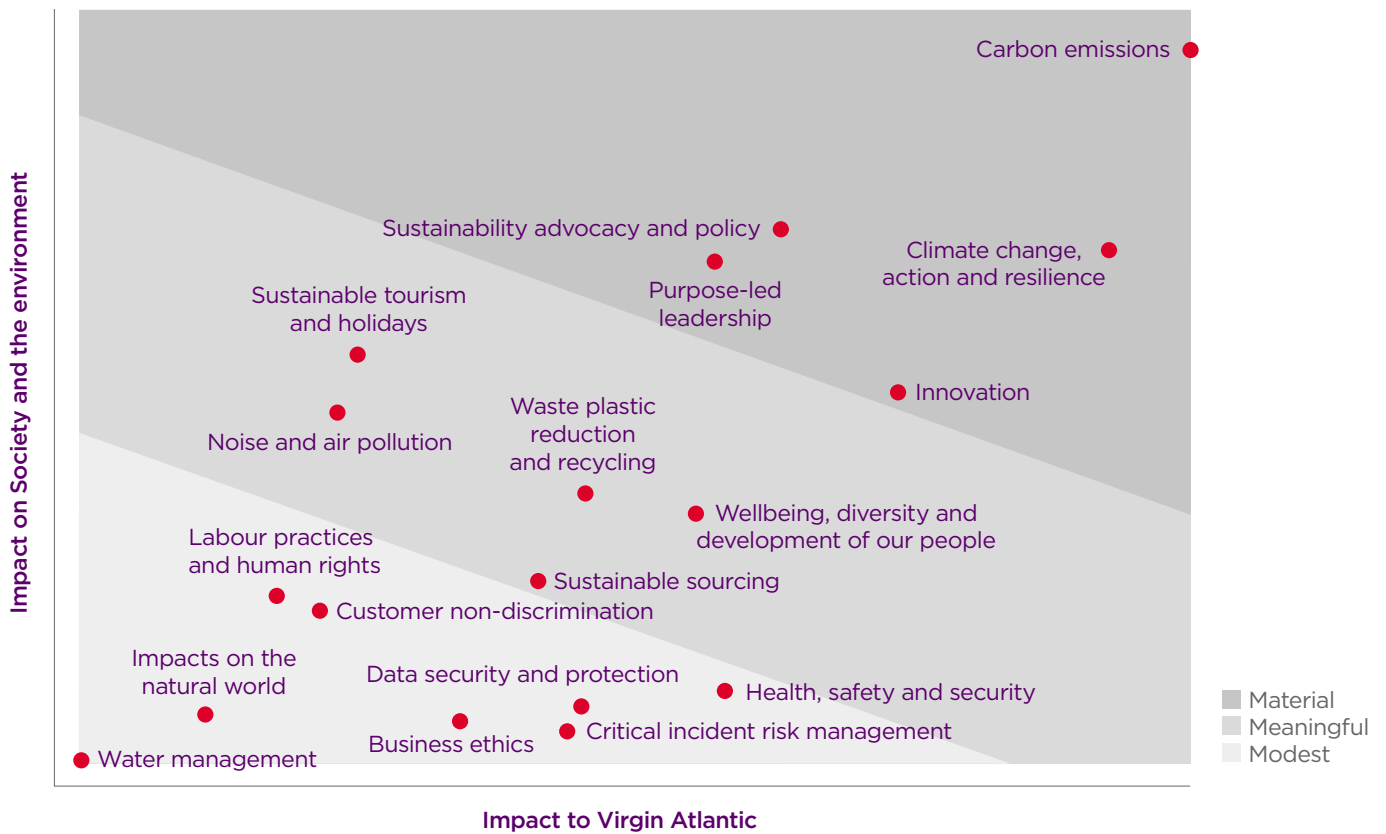 Impact on Society and the environment
Carbon emissions
Sustainability advocacy and policy
Climate change,
action and resilience
Purpose-led
leadership
Sustainable tourism
and holidays
Innovation
Waste plastic
reduction
and recycling
Noise and air pollution
Wellbeing, diversity and
development of our people
Labour practices
and human rights
Sustainable sourcing
Customer non-discrimination
Impacts on the
natural world
Data security and protection
Health, safety and security
Critical incident risk management
Business ethics
Water management
Material
Meaningful
Modest
Impact to Virgin Atlantic